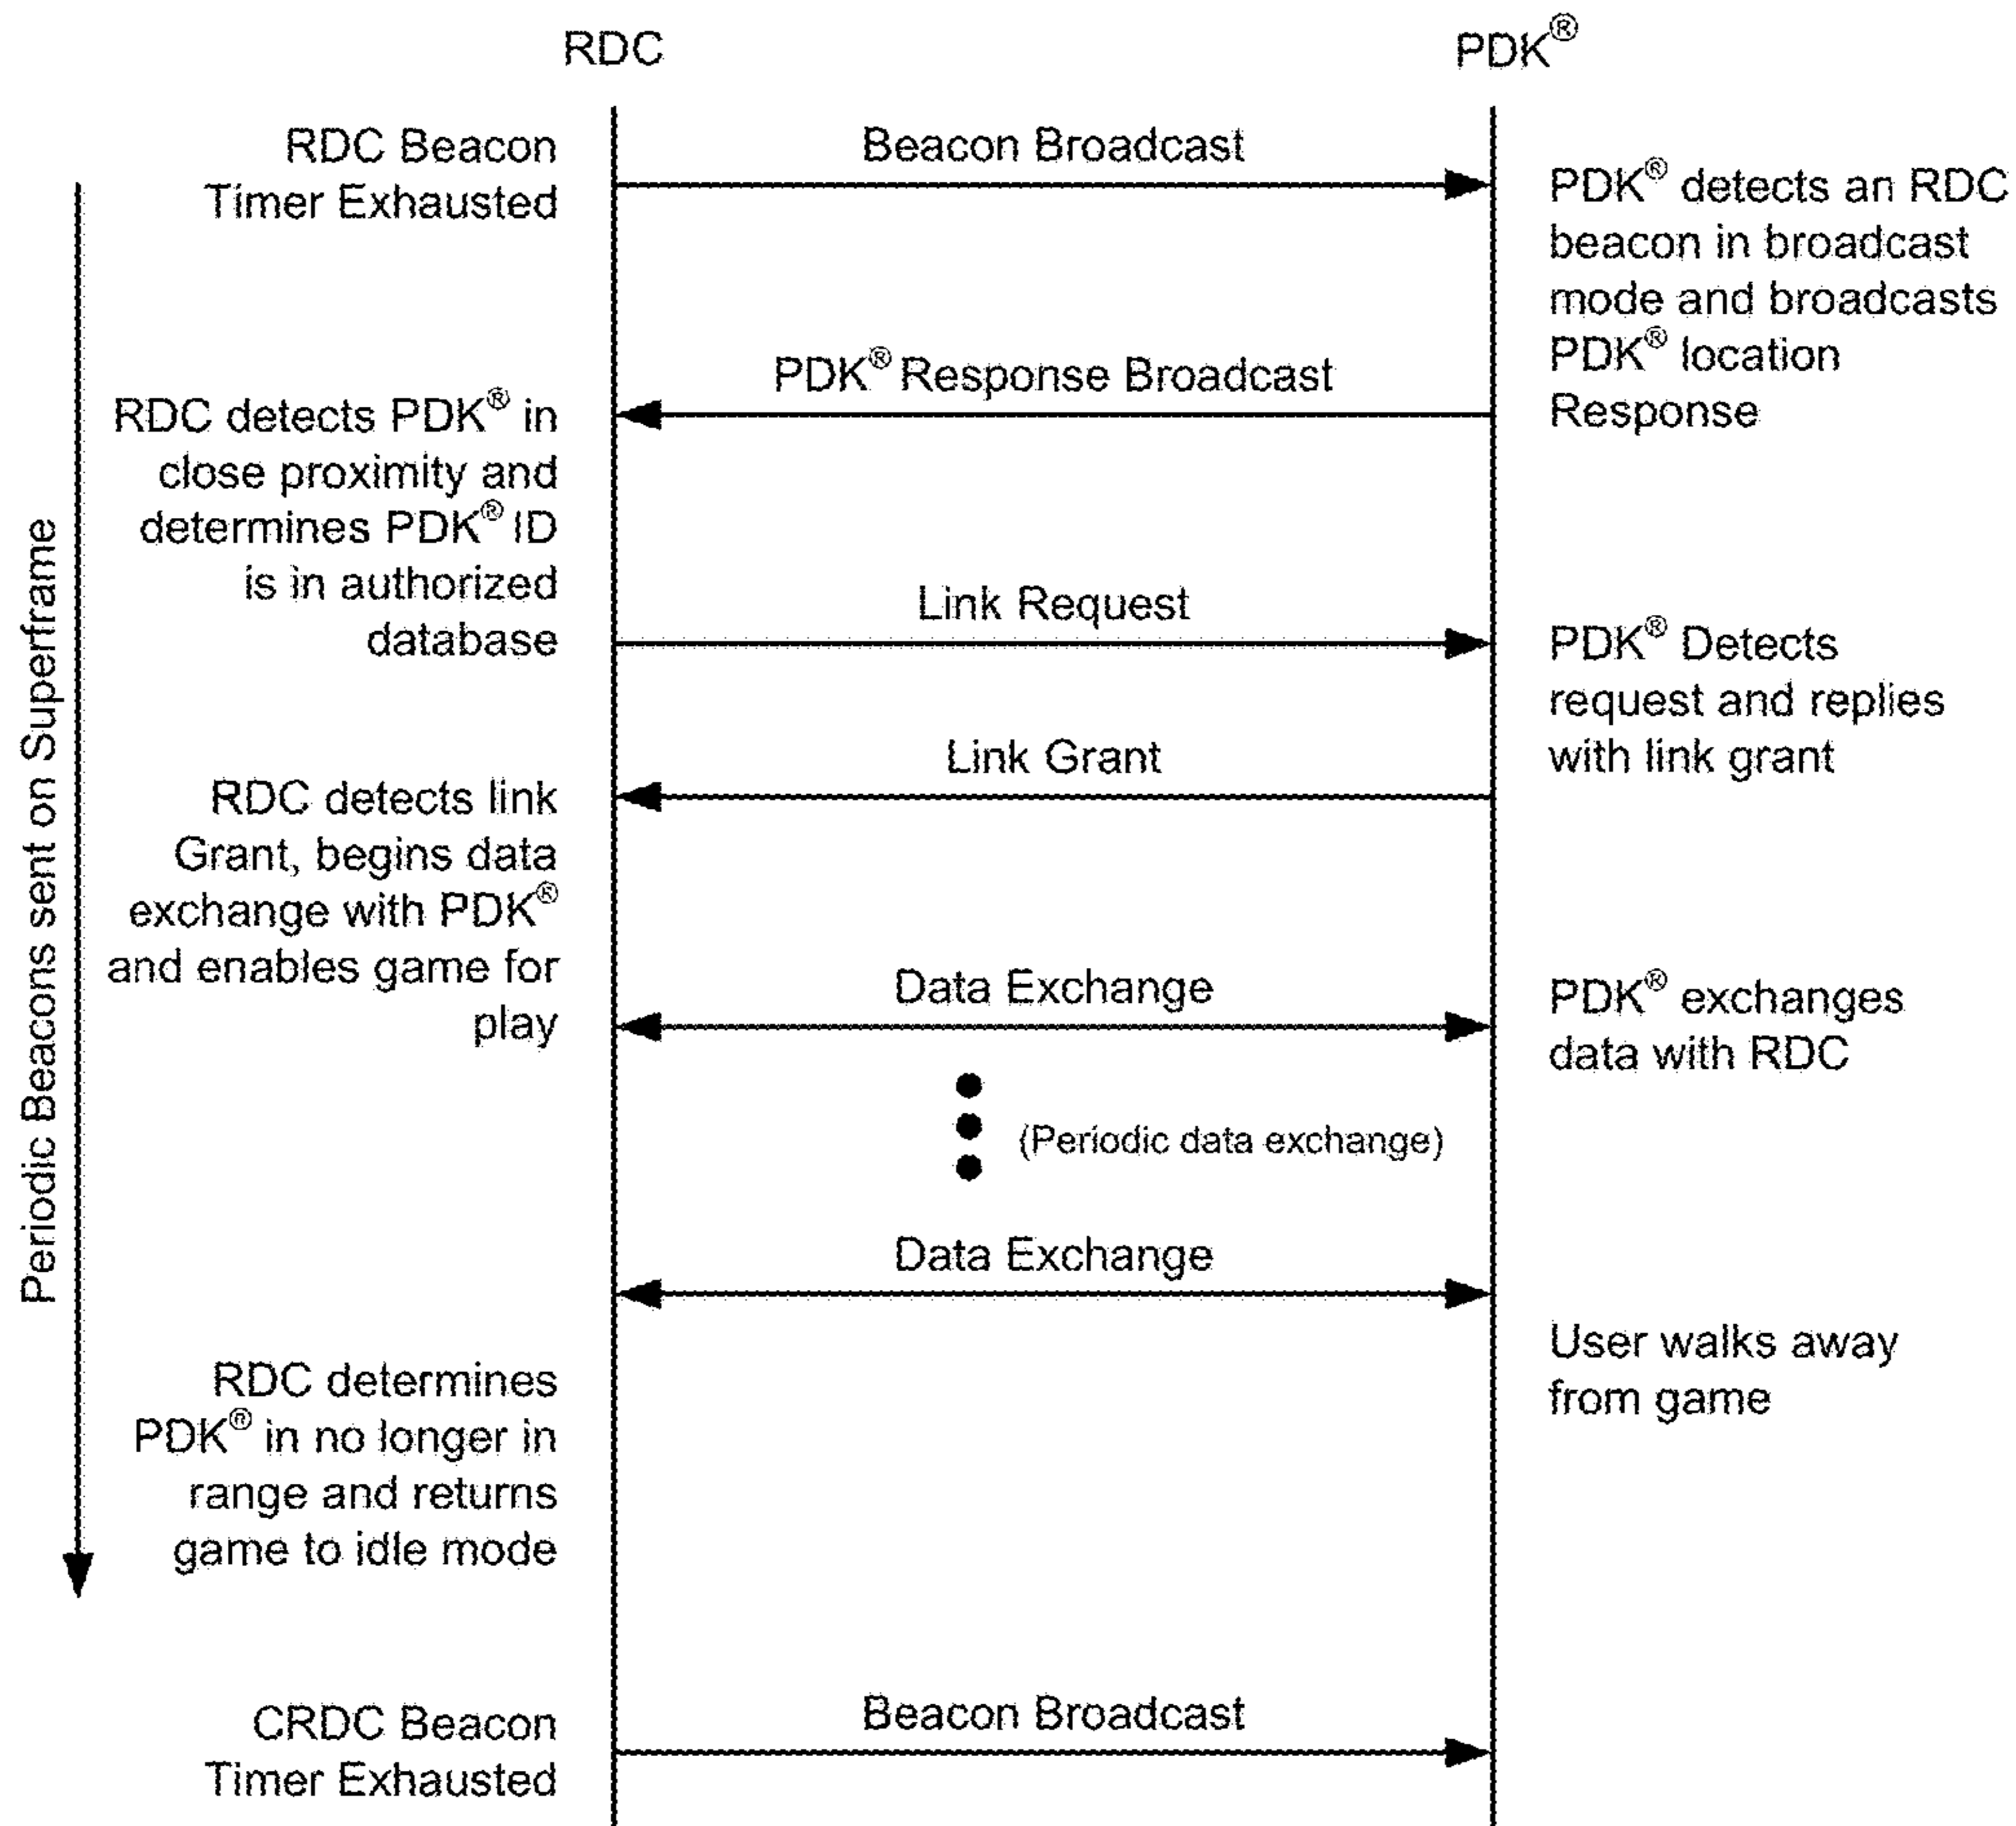 RDC
PDK®
RDC Beacon
Timer Exhausted
Beacon Broadcast
PDK® detects an RDC
beacon in broadcast
mode and broadcasts
PDK® location
Response
PDK® Response Broadcast
RDC detects PDK® in
close proximity and
determines PDK® ID
is in authorized
database
Link Request
PDK® Detects
request and replies
with link grant
Link Grant
RDC detects link
Grant, begins data
exchange with PDK®
and enables game for
play
Data Exchange
PDK® exchanges
data with RDC
(Periodic data exchange)
Data Exchange
User walks away
from game
RDC determines
PDK® in no longer in
range and returns
game to idle mode
CRDC Beacon
Timer Exhausted
Beacon Broadcast
Periodic Beacons sent on Superframe